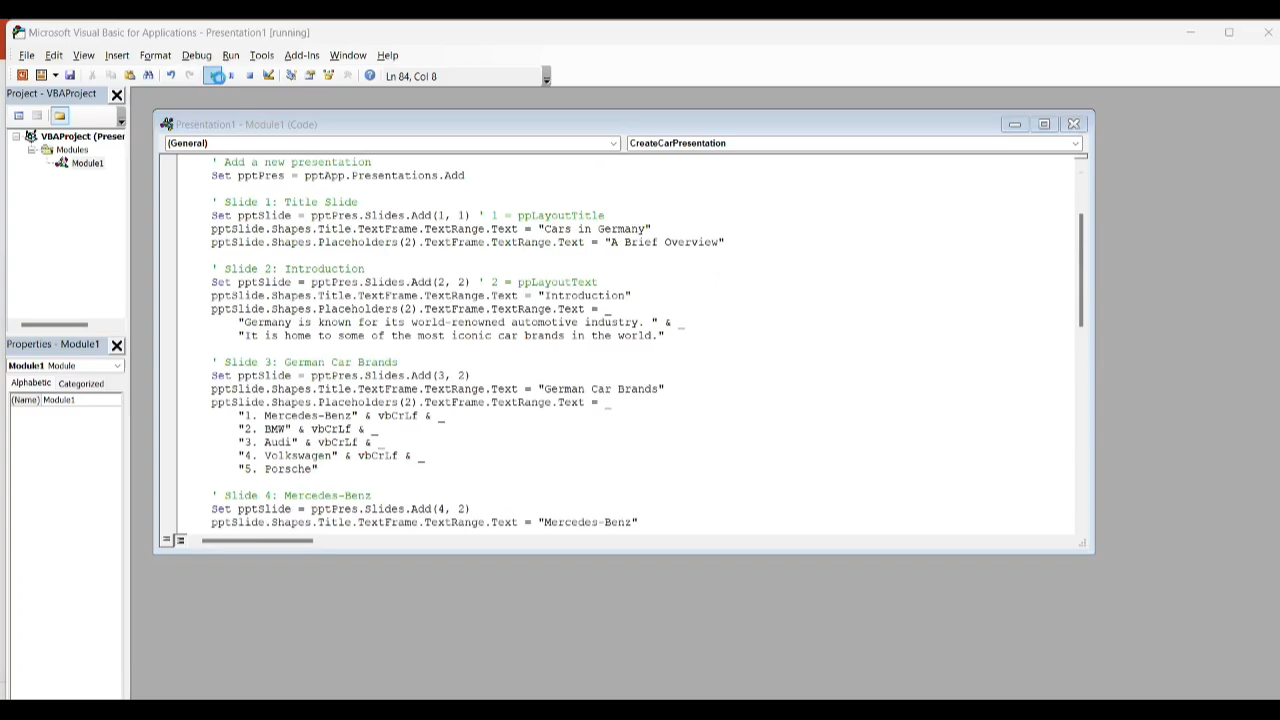 Microsoft Visual Basic for Applications - Presentation1 [running]
File Edit View Insert Format Debug Run Tools Add-Ins Window Help
Ln 84, Col 8
Project - VBAProject
VBAProject (Preser
Modules
Module1
Properties - Module1
Module1 Module
Alphabetic Categorized
(Name) Module1
Presentation1 - Module1 (Code)
(General) CreateCarPresentation
' Add a new presentation
Set pptPres = pptApp.Presentations.Add
' Slide 1: Title Slide
Set pptSlide = pptPres.Slides.Add(1, 1) ' 1 = ppLayoutTitle
pptSlide.Shapes.Title.TextFrame.TextRange.Text = "Cars in Germany"
pptSlide.Shapes.Placeholders(2).TextFrame.TextRange.Text = "A Brief Overview"
' Slide 2: Introduction
Set pptSlide = pptPres.Slides.Add(2, 2) ' 2 = ppLayoutText
pptSlide.Shapes.Title.TextFrame.TextRange.Text = "Introduction"
pptSlide.Shapes.Placeholders(2).TextFrame.TextRange.Text = _
"Germany is known for its world-renowned automotive industry. " & _
"It is home to some of the most iconic car brands in the world."
' Slide 3: German Car Brands
Set pptSlide = pptPres.Slides.Add(3, 2)
pptSlide.Shapes.Title.TextFrame.TextRange.Text = "German Car Brands"
pptSlide.Shapes.Placeholders(2).TextFrame.TextRange.Text = _
"1. Mercedes-Benz" & vbCrLf & _
"2. BMW" & vbCrLf & _
"3. Audi" & vbCrLf & _
"4. Volkswagen" & vbCrLf & _
"5. Porsche"
' Slide 4: Mercedes-Benz
Set pptSlide = pptPres.Slides.Add(4, 2)
pptSlide.Shapes.Title.TextFrame.TextRange.Text = "Mercedes-Benz"